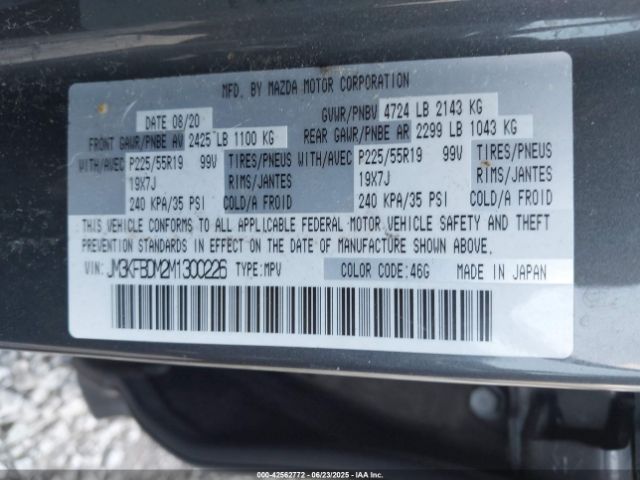 MFD. BY MAZDA MOTOR CORPORATION
DATE 08/20 GVWR/PNBV 4724 LB 2143 KG
FRONT GAWR/PNBE AV 2425 LB 1100 KG REAR GAWR/PNBE AR 2299 LB 1043 KG
WITH/AVEC P225/55R19 99V TIRES/PNEUS WITH/AVEC P225/55R19 99V TIRES/PNEUS
19X7J RIMS/JANTES 19X7J RIMS/JANTES
240 KPA/35 PSI COLD/A FROID 240 KPA/35 PSI COLD/A FROID
THIS VEHICLE CONFORMS TO ALL APPLICABLE FEDERAL MOTOR VEHICLE SAFETY AND THEFT
PREVENTION STANDARDS IN EFFECT ON THE DATE OF MANUFACTURE SHOWN ABOVE.
VIN: JM3KFBDM2M1300226 TYPE: MPV COLOR CODE: 46G MADE IN JAPAN
000-42562772 - 06/23/2025 - IAA Inc.